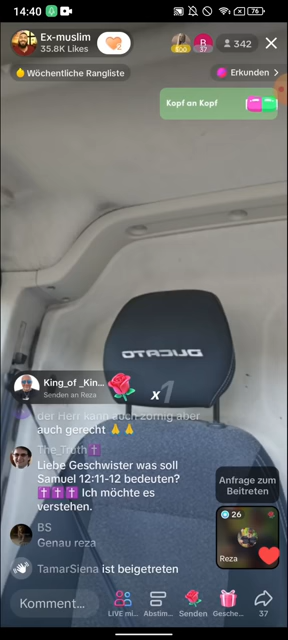 14:40
76
Ex-muslim
35.8K Likes
500
R
37
342
Wöchentliche Rangliste
Erkunden >
Kopf an Kopf
DUCATO
King_of _Kin...
Senden an Reza
x1
der Herr kann auch zornig aber
auch gerecht 🙏🙏
The_Truth✝️
Liebe Geschwister was soll
Samuel 12:11-12 bedeuten?
✝️✝️✝️ Ich möchte es
verstehen.
BS
Genau reza
TamarSiena ist beigetreten
Anfrage zum
Beitreten
26
Reza
Komment...
LIVE mi...
Abstim...
Senden
Gesche...
37